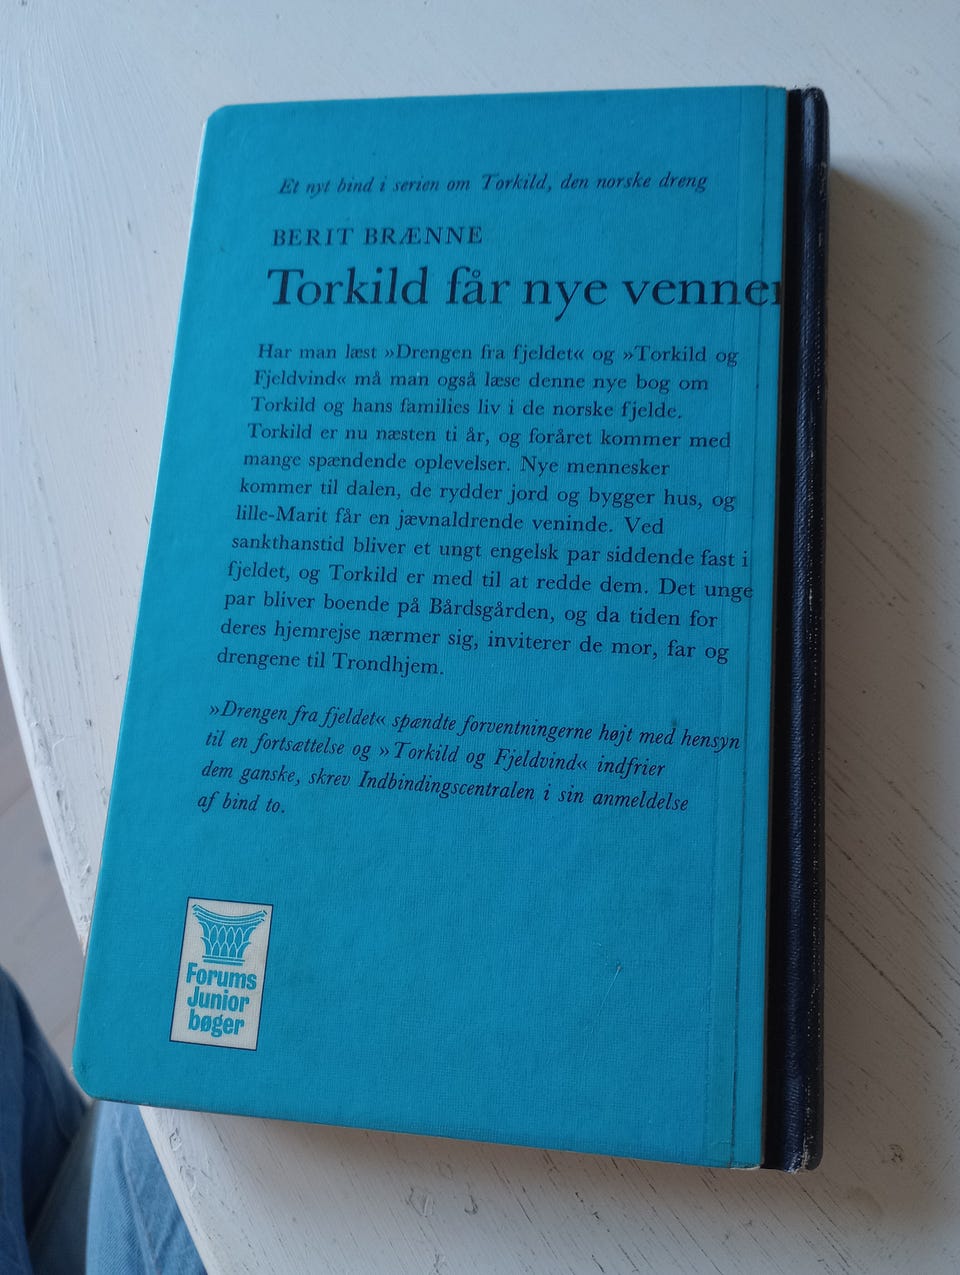 Et nyt bind i serien om Torkild, den norske dreng
BERIT BRÆNNE
Torkild får nye venner
Har man læst »Drengen fra fjeldet« og »Torkild og
Fjeldvind« må man også læse denne nye bog om
Torkild og hans families liv i de norske fjelde.
Torkild er nu næsten ti år, og foråret kommer med
mange spændende oplevelser. Nye mennesker
kommer til dalen, de rydder jord og bygger hus, og
lille-Marit får en jævnaldrende veninde. Ved
sankthanstid bliver et ungt engelsk par siddende fast i
fjeldet, og Torkild er med til at redde dem. Det unge
par bliver boende på Bårdsgården, og da tiden for
deres hjemrejse nærmer sig, inviterer de mor, far og
drengene til Trondhjem.
»Drengen fra fjeldet« spændte forventningerne højt med hensyn
til en fortsættelse og »Torkild og Fjeldvind« indfrier
dem ganske, skrev Indbindingscentralen i sin anmeldelse
af bind to.
Forums
Junior
bøger